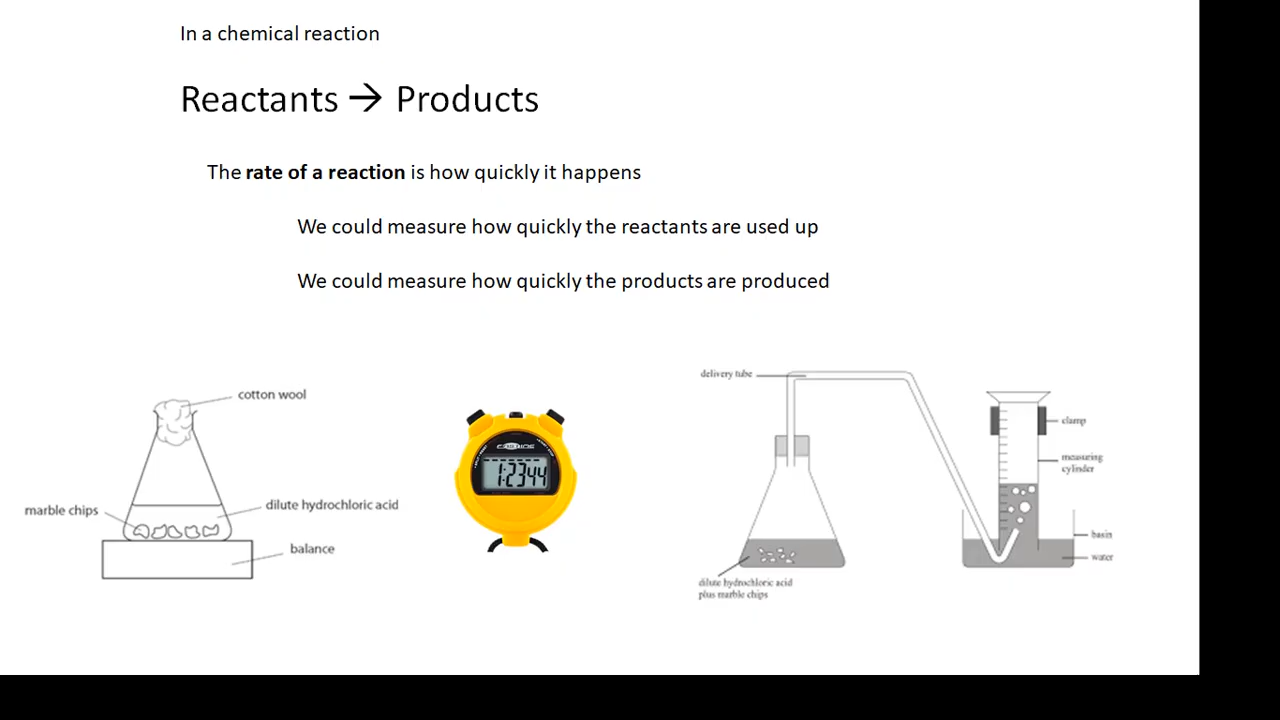 In a chemical reaction
Reactants → Products
The rate of a reaction is how quickly it happens
We could measure how quickly the reactants are used up
We could measure how quickly the products are produced
cotton wool
marble chips
dilute hydrochloric acid
balance
1:2344
delivery tube
clamp
measuring
cylinder
basin
water
dilute hydrochloric acid
plus marble chips